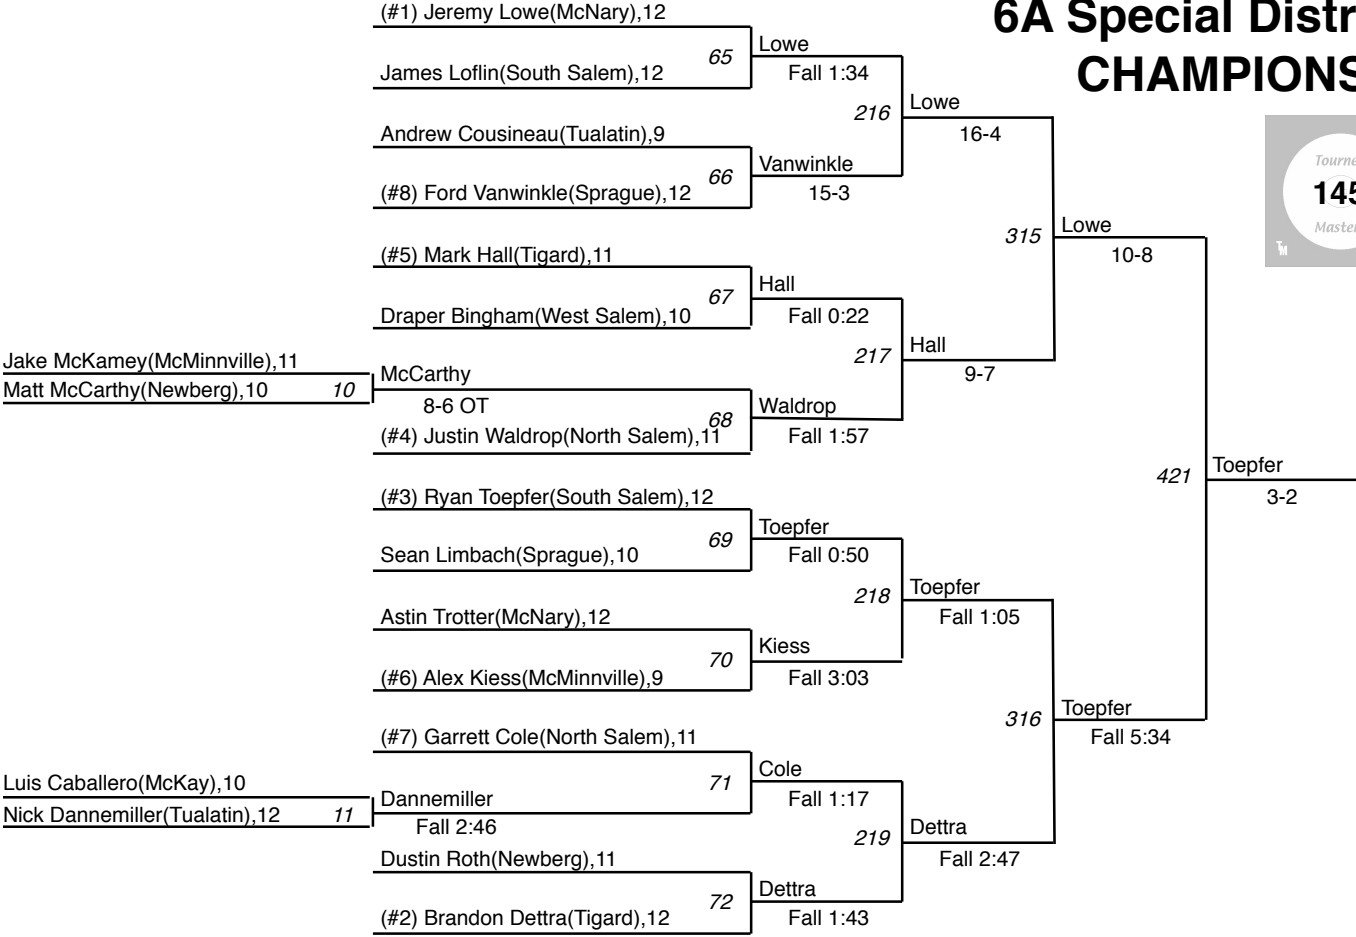 6A Special Distr
CHAMPIONS
Tourne
145
Master
TM
(#1) Jeremy Lowe(McNary),12
65
James Loflin(South Salem),12
Lowe
Fall 1:34
216
Andrew Cousineau(Tualatin),9
66
(#8) Ford Vanwinkle(Sprague),12
Vanwinkle
15-3
Lowe
16-4
315
(#5) Mark Hall(Tigard),11
67
Draper Bingham(West Salem),10
Hall
Fall 0:22
217
Jake McKamey(McMinnville),11
Matt McCarthy(Newberg),10
10
McCarthy
8-6 OT
68
(#4) Justin Waldrop(North Salem),11
Waldrop
Fall 1:57
Hall
9-7
Lowe
10-8
421
(#3) Ryan Toepfer(South Salem),12
69
Sean Limbach(Sprague),10
Toepfer
Fall 0:50
218
Astin Trotter(McNary),12
70
(#6) Alex Kiess(McMinnville),9
Kiess
Fall 3:03
Toepfer
Fall 1:05
316
(#7) Garrett Cole(North Salem),11
71
Luis Caballero(McKay),10
Nick Dannemiller(Tualatin),12
11
Dannemiller
Fall 2:46
Cole
Fall 1:17
219
Dustin Roth(Newberg),11
72
(#2) Brandon Dettra(Tigard),12
Dettra
Fall 1:43
Dettra
Fall 2:47
Toepfer
Fall 5:34
Toepfer
3-2